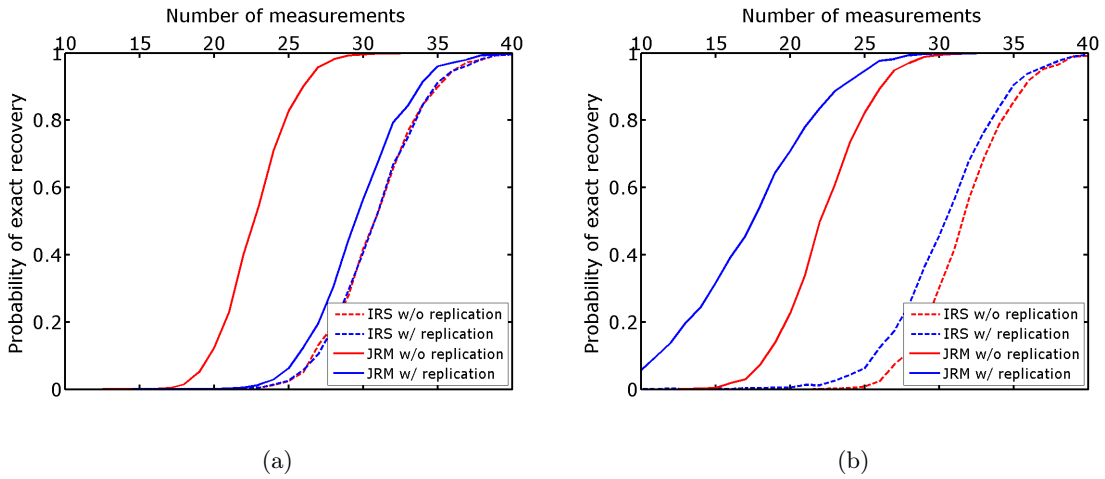 Number of measurements
10 15 20 25 30 35 40
1
0.8
0.6
0.4
0.2
0
Probability of exact recovery
IRS w/o replication
IRS w/ replication
JRM w/o replication
JRM w/ replication
(a)
Number of measurements
10 15 20 25 30 35 40
1
0.8
0.6
0.4
0.2
0
Probability of exact recovery
IRS w/o replication
IRS w/ replication
JRM w/o replication
JRM w/ replication
(b)